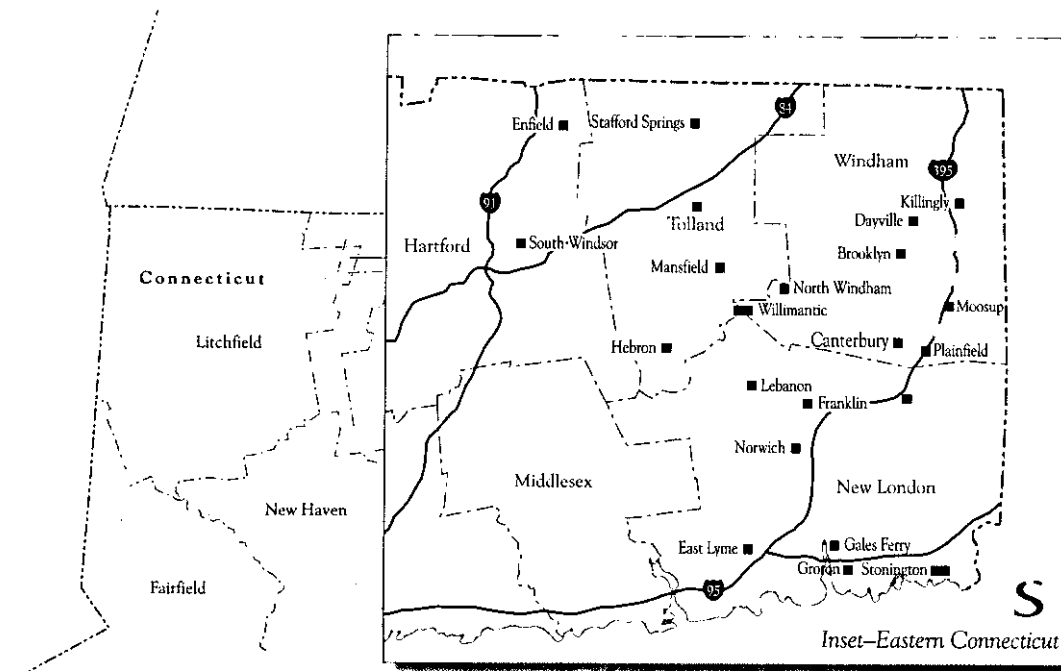 84
Enfield
Stafford Springs
Windham
395
91
Killingly
Tolland
Dayville
Hartford
South Windsor
Brooklyn
Connecticut
Mansfield
North Windham
Moosup
Willimantic
Litchfield
Hebron
Canterbury
Plainfield
Lebanon
Franklin
Norwich
Middlesex
New London
New Haven
East Lyme
Gales Ferry
Groton
Stonington
Fairfield
95
S
Inset–Eastern Connecticut